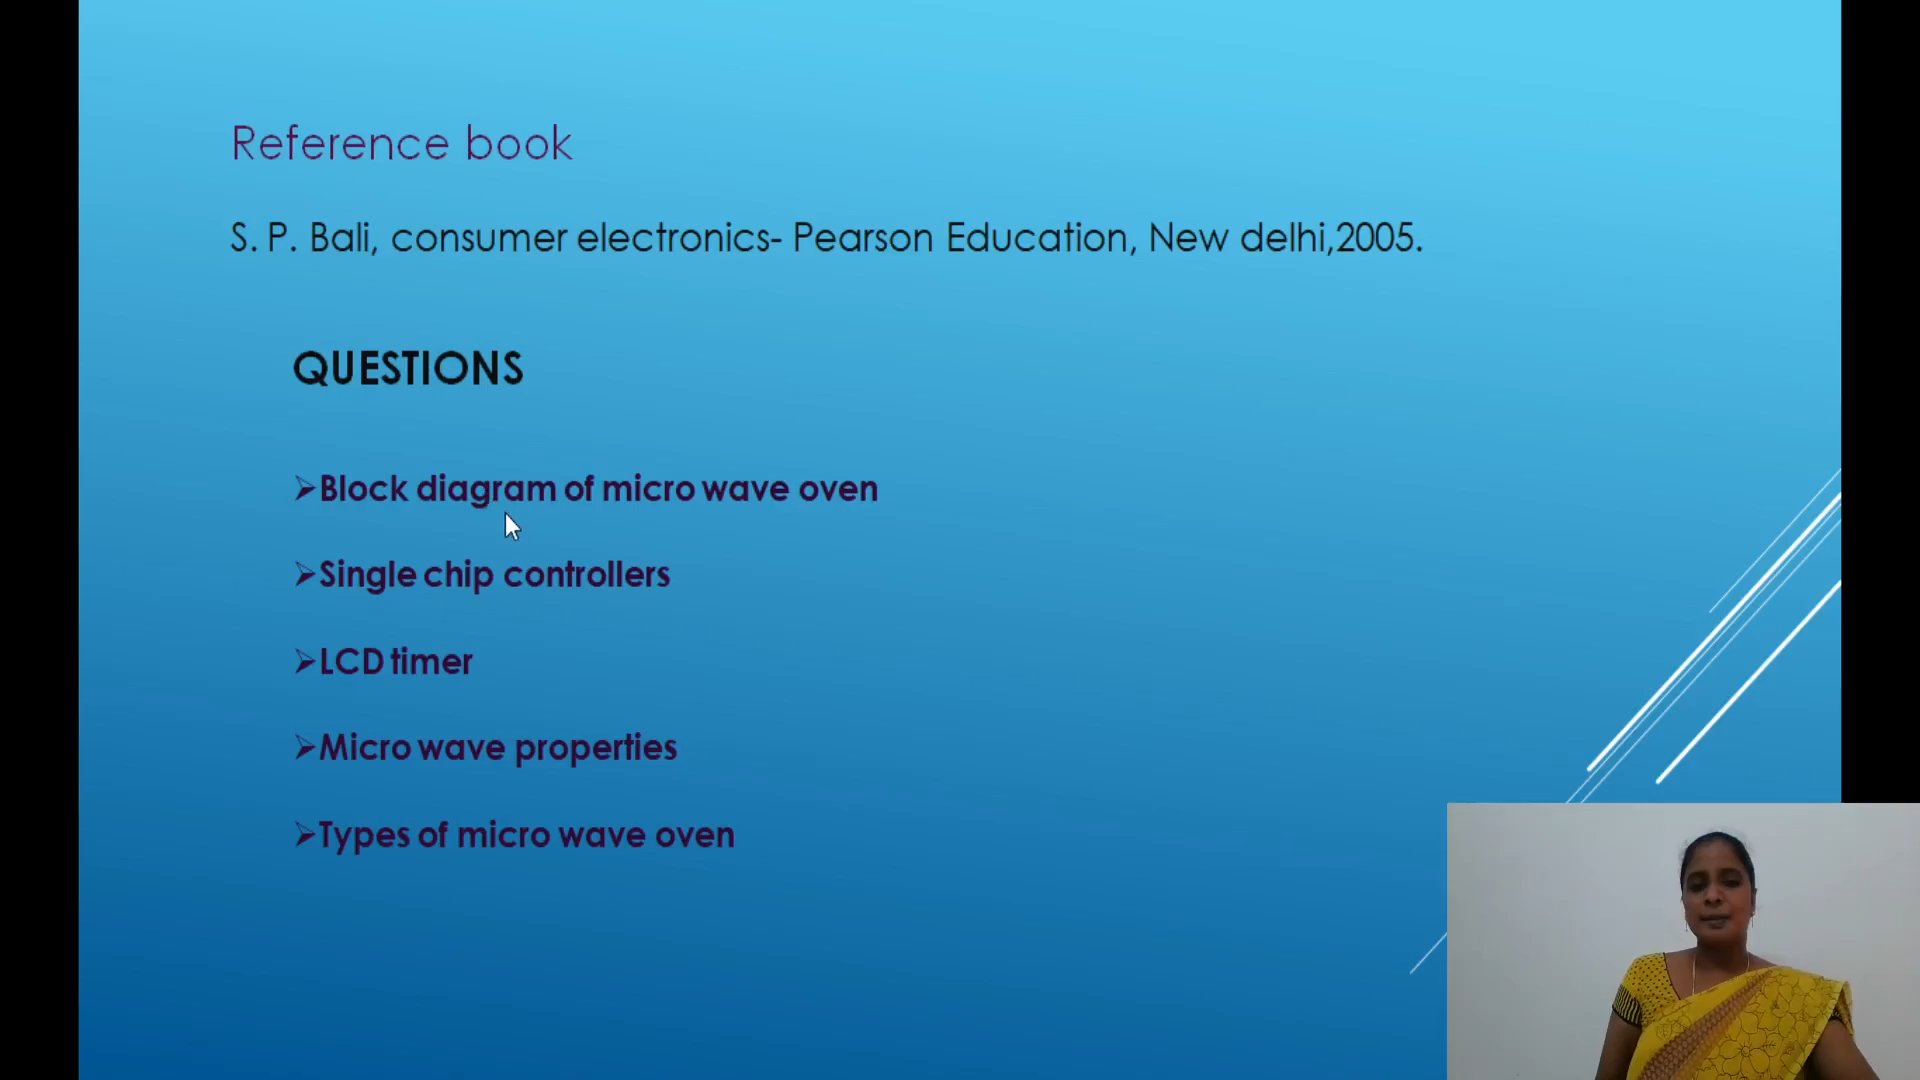 Reference book
S. P. Bali, consumer electronics- Pearson Education, New delhi,2005.
QUESTIONS
➢Block diagram of micro wave oven
➢Single chip controllers
➢LCD timer
➢Micro wave properties
➢Types of micro wave oven